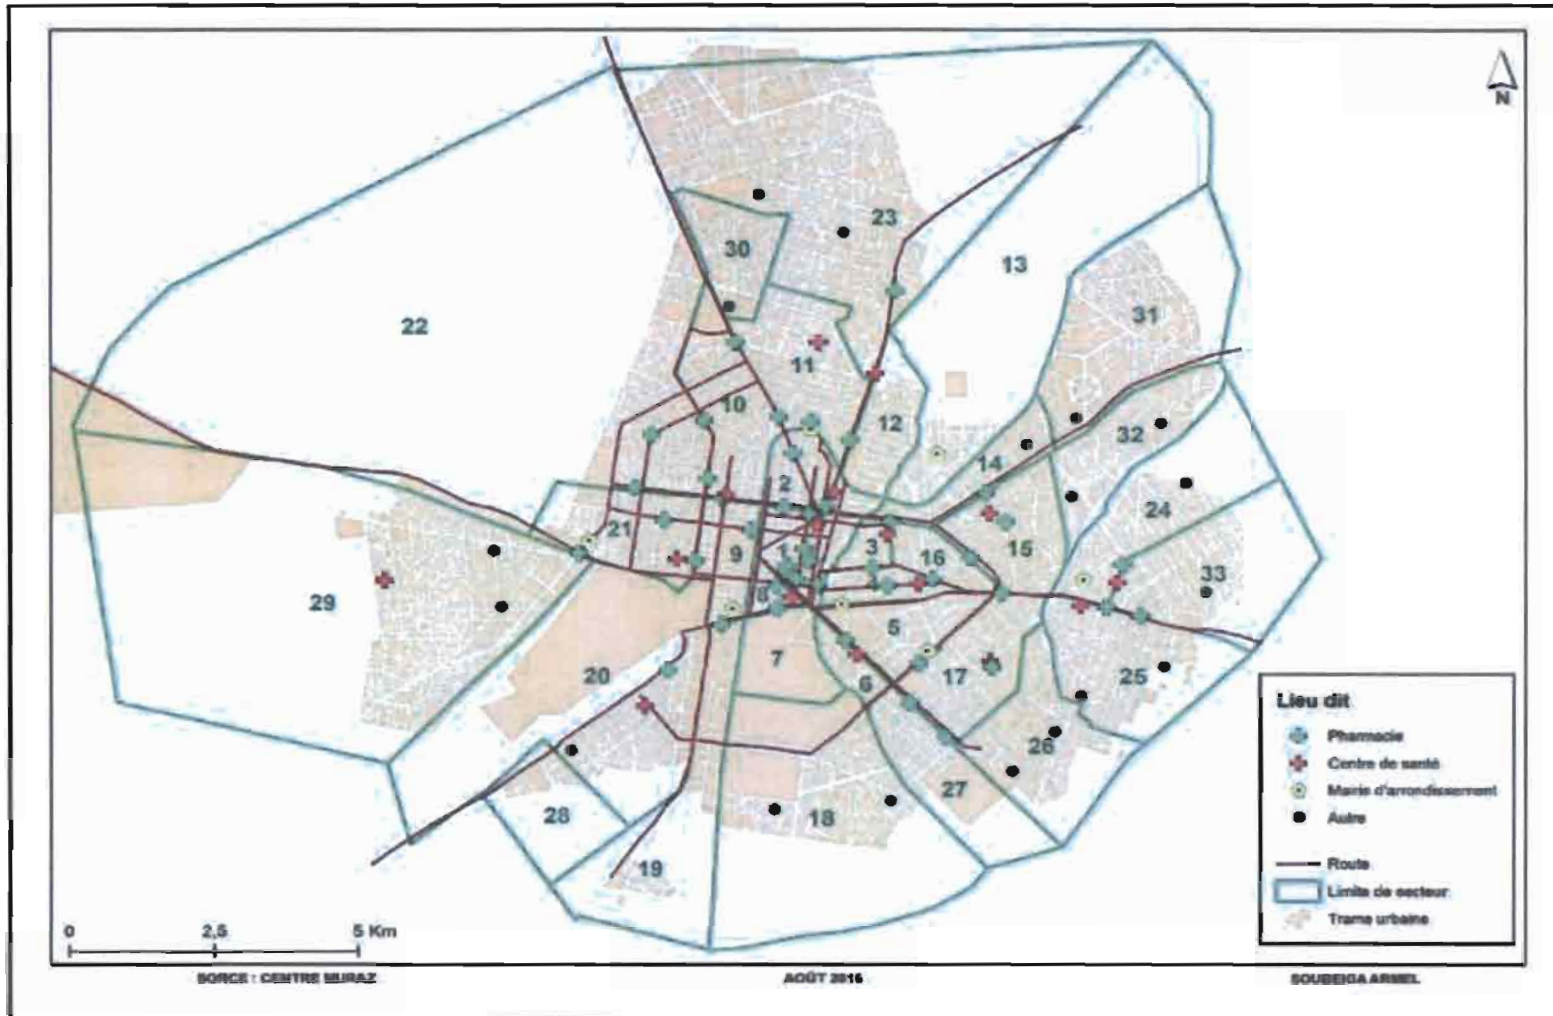 N
23
30
13
22
31
11
10
12
32
14
2
24
21
15
3
1
9
16
33
29
8
5
7
17
20
6
25
26
27
28
18
19
Lieu dit
Pharmacie
Centre de santé
Mairie d'arrondissement
Autre
Route
Limite de secteur
Trame urbaine
0 2,5 5 Km
SORCE : CENTRE MURAZ AOÛT 2016 SOUBEIGA ARMEL